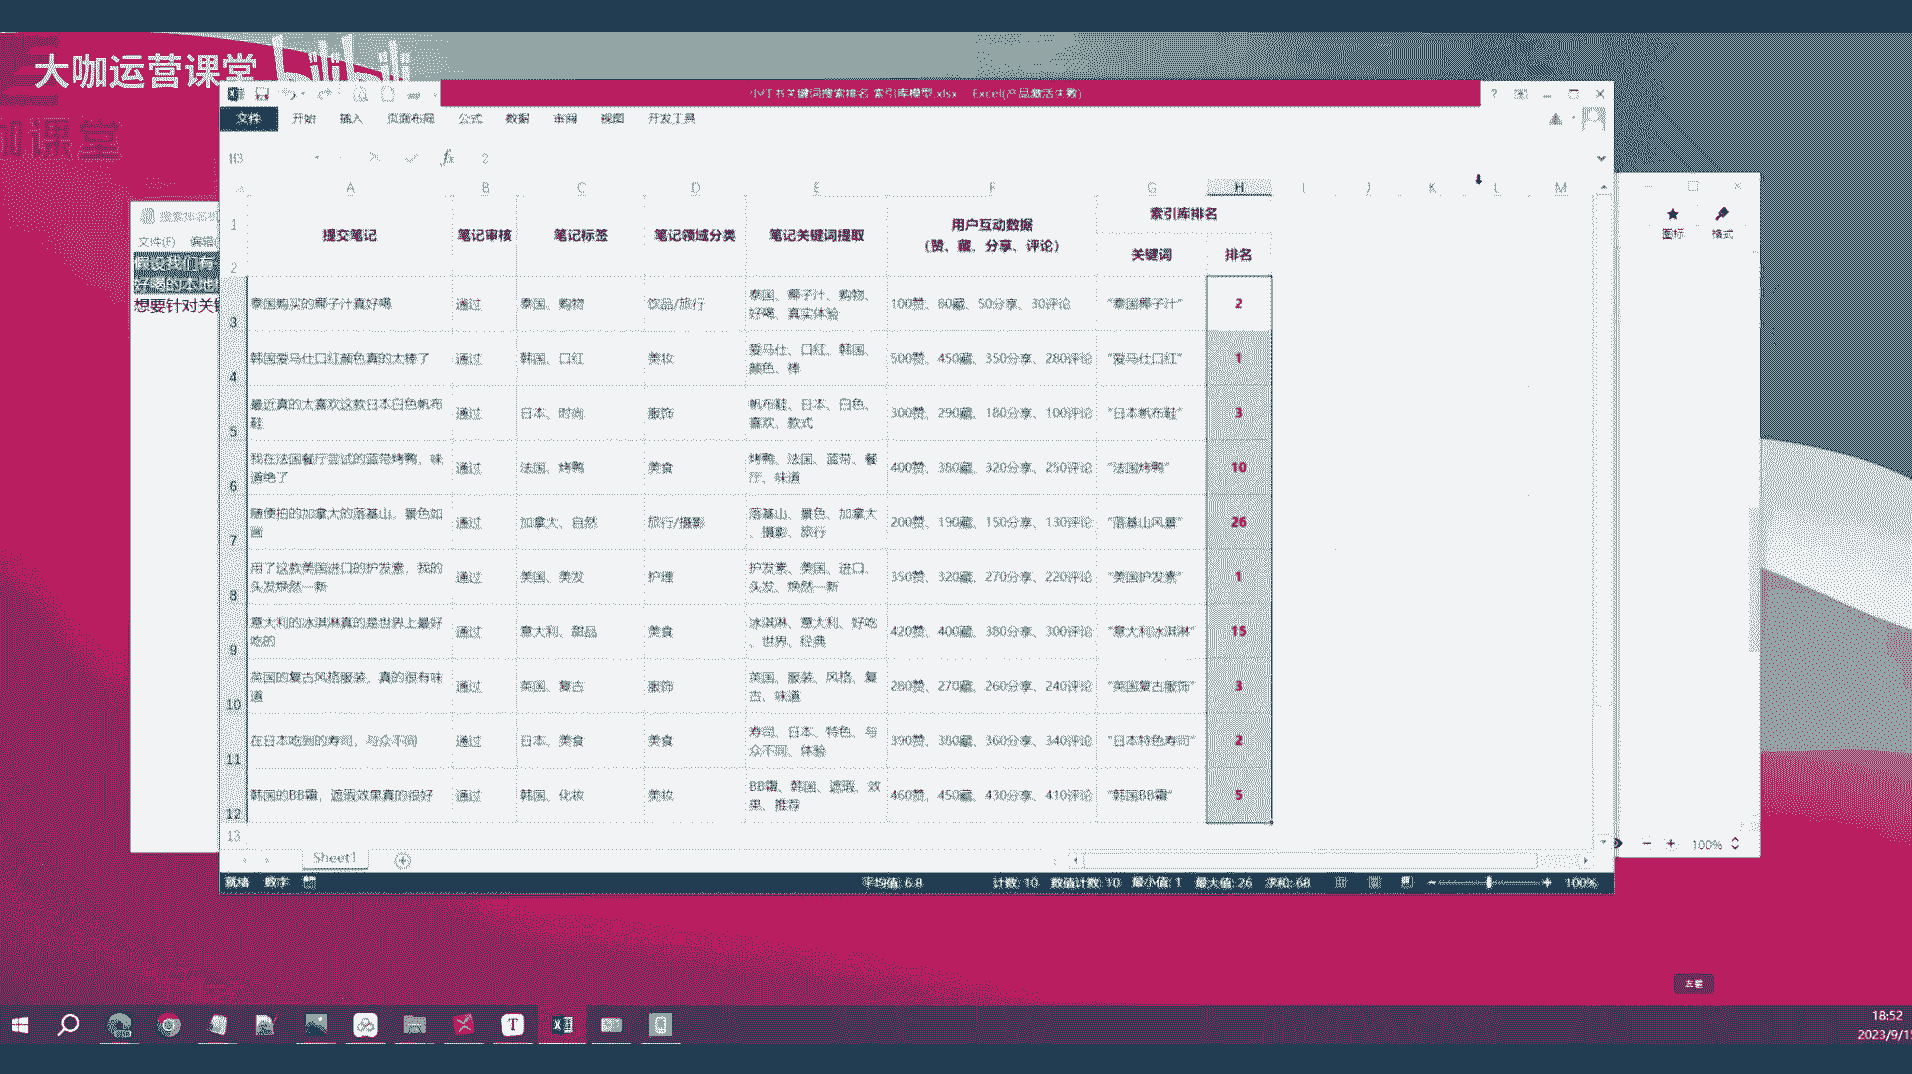 大咖运营课堂 bilibili
小红书关键词搜索排名 索引库模型.xlsx - Excel(产品激活失败)
文件 开始 插入 页面布局 公式 数据 审阅 视图 开发工具
H3 fx 2
A B C D E F G H I J K L M
搜索排名
文件(F) 编辑(
假设我们有
好喝的本地
想要针对关键
图标 格式
提交笔记 笔记审核 笔记标签 笔记领域分类 笔记关键词提取 用户互动数据 索引库排名
(赞、藏、分享、评论) 关键词 排名
3 泰国购买的椰子汁真好喝 通过 泰国、购物 饮品/旅行 泰国、椰子汁、购物、好喝、真实体验 100赞、80藏、50分享、30评论 "泰国椰子汁" 2
4 韩国爱马仕口红颜色真的太棒了 通过 韩国、口红 美妆 爱马仕、口红、韩国、颜色、棒 500赞、450藏、350分享、280评论 "爱马仕口红" 1
5 最近真的太喜欢这款日本白色帆布鞋 通过 日本、时尚 服饰 帆布鞋、日本、白色、喜欢、款式 300赞、290藏、180分享、100评论 "日本帆布鞋" 3
6 我在法国餐厅尝试的蓝带烤鸭，味道绝了 通过 法国、烤鸭 美食 烤鸭、法国、蓝带、餐厅、味道 400赞、380藏、320分享、250评论 "法国烤鸭" 10
7 随便拍的加拿大的落基山，景色如画 通过 加拿大、自然 旅行/摄影 落基山、景色、加拿大、摄影、旅行 200赞、190藏、150分享、130评论 "落基山风景" 26
8 用了这款美国进口的护发素，我的头发焕然一新 通过 美国、美发 护理 护发素、美国、进口、头发、焕然一新 350赞、320藏、270分享、220评论 "美国护发素" 1
9 意大利的冰淇淋真的是世界上最好吃的 通过 意大利、甜品 美食 冰淇淋、意大利、好吃、世界、经典 420赞、400藏、380分享、300评论 "意大利冰淇淋" 15
10 英国的复古风格服装，真的很有味道 通过 英国、复古 服饰 英国、服装、风格、复古、味道 280赞、270藏、260分享、240评论 "英国复古服饰" 3
11 在日本吃到的寿司，与众不同 通过 日本、美食 美食 寿司、日本、特色、与众不同、体验 390赞、380藏、360分享、340评论 "日本特色寿司" 2
12 韩国的BB霜，遮瑕效果真的很好 通过 韩国、化妆 美妆 BB霜、韩国、遮瑕、效果、推荐 460赞、450藏、430分享、410评论 "韩国BB霜" 5
13
Sheet1
100%
就绪 数字 平均值: 6.8 计数: 10 数值计数: 10 最小值: 1 最大值: 26 求和: 68 100%
18:52